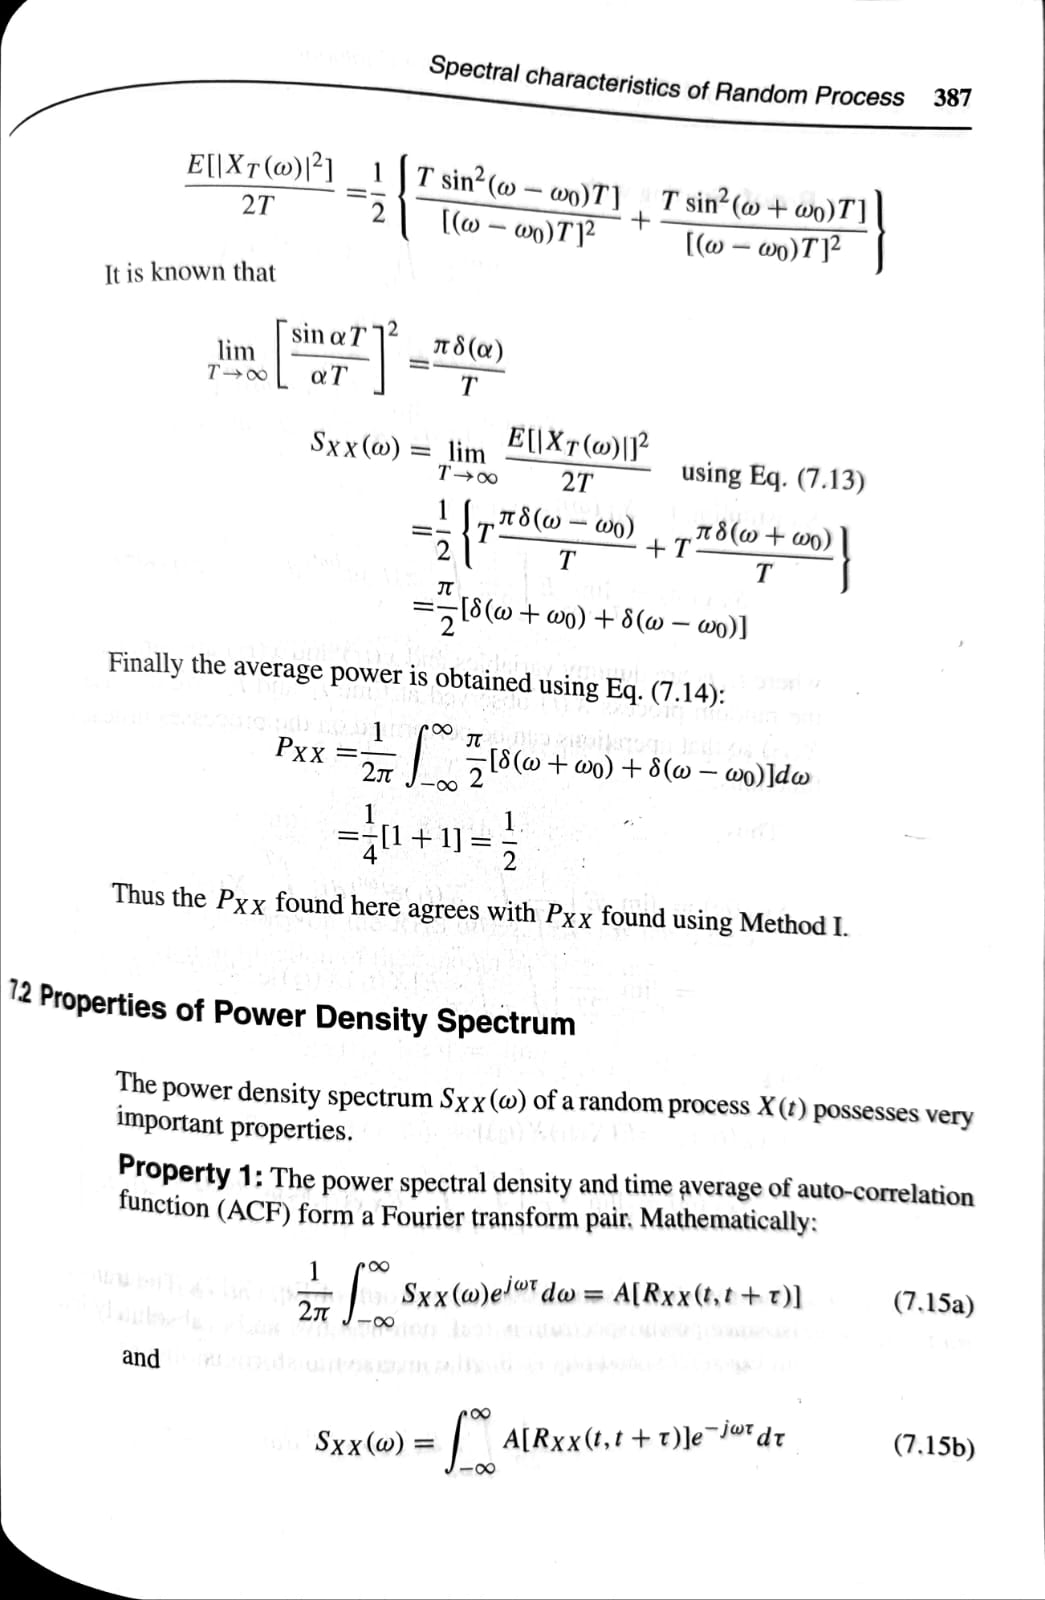 Spectral characteristics of Random Process 387
E[|X_T(ω)|²] / 2T = 1/2 { T sin²(ω − ω₀)T] / [(ω − ω₀)T]² + T sin²(ω + ω₀)T] / [(ω − ω₀)T]² }
It is known that
lim_{T→∞} [ sin αT / αT ]² = πδ(α) / T
S_XX(ω) = lim_{T→∞} E[|X_T(ω)|]² / 2T using Eq. (7.13)
= 1/2 { T πδ(ω − ω₀) / T + T πδ(ω + ω₀) / T }
= π/2 [δ(ω + ω₀) + δ(ω − ω₀)]
Finally the average power is obtained using Eq. (7.14):
P_XX = 1/2π ∫_{−∞}^{∞} π/2 [δ(ω + ω₀) + δ(ω − ω₀)]dω
= 1/4 [1 + 1] = 1/2
Thus the P_XX found here agrees with P_XX found using Method I.
7.2 Properties of Power Density Spectrum
The power density spectrum S_XX(ω) of a random process X(t) possesses very
important properties.
Property 1: The power spectral density and time average of auto-correlation
function (ACF) form a Fourier transform pair. Mathematically:
1/2π ∫_{−∞}^{∞} S_XX(ω)e^{jωτ} dω = A[R_XX(t, t + τ)] (7.15a)
and
S_XX(ω) = ∫_{−∞}^{∞} A[R_XX(t, t + τ)]e^{−jωτ} dτ (7.15b)